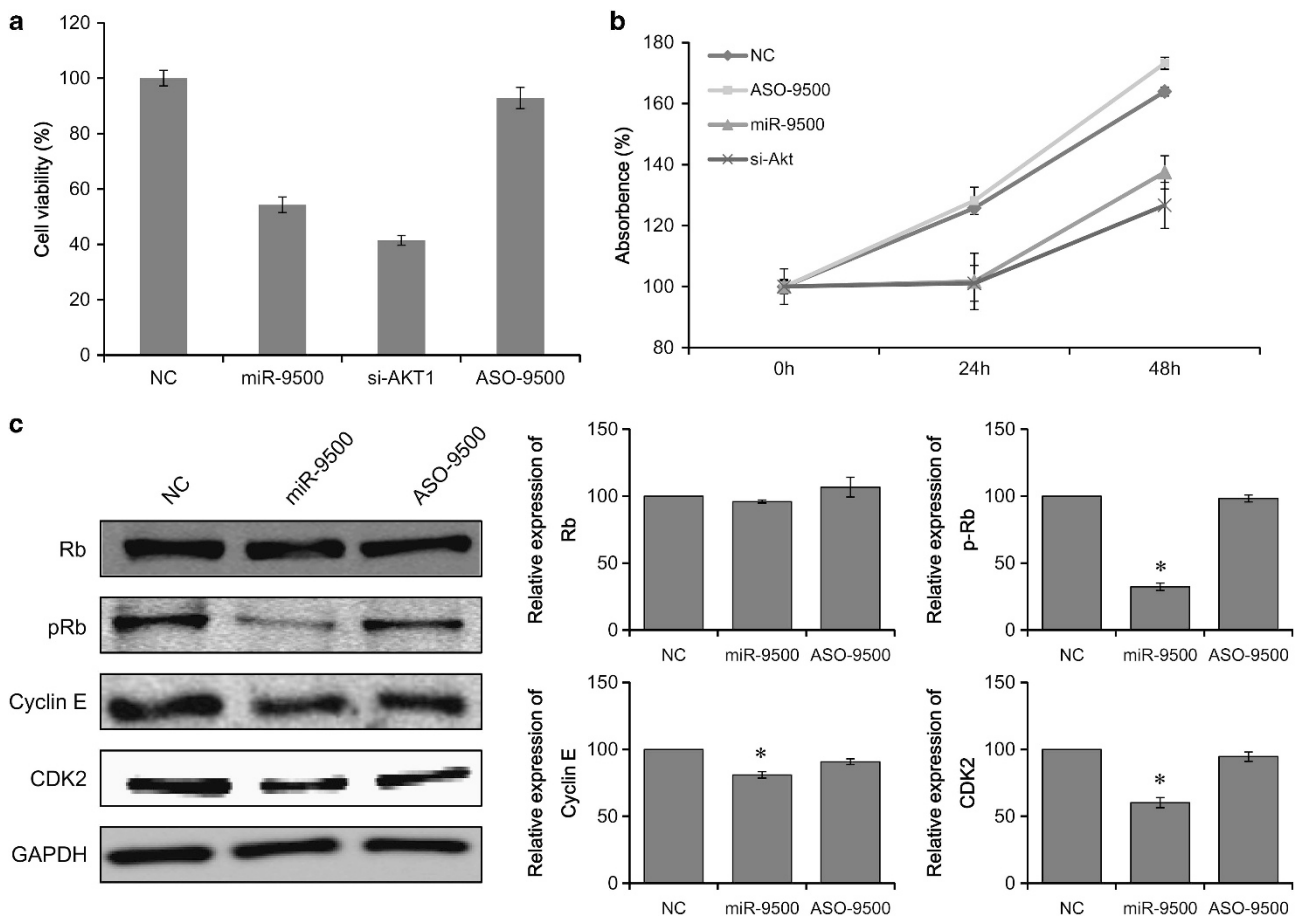 a
120
100
80
60
40
20
0
Cell viability (%)
NC miR-9500 si-AKT1 ASO-9500
b
180
160
140
120
100
80
Absorbence (%)
NC
ASO-9500
miR-9500
si-Akt
0h 24h 48h
c
NC miR-9500 ASO-9500
Rb
pRb
Cyclin E
CDK2
GAPDH
Relative expression of
Rb
150
100
50
0
NC miR-9500 ASO-9500
Relative expression of
p-Rb
150
100
50
0
*
NC miR-9500 ASO-9500
Relative expression of
Cyclin E
150
100
50
0
*
NC miR-9500 ASO-9500
Relative expression of
CDK2
150
100
50
0
*
NC miR-9500 ASO-9500